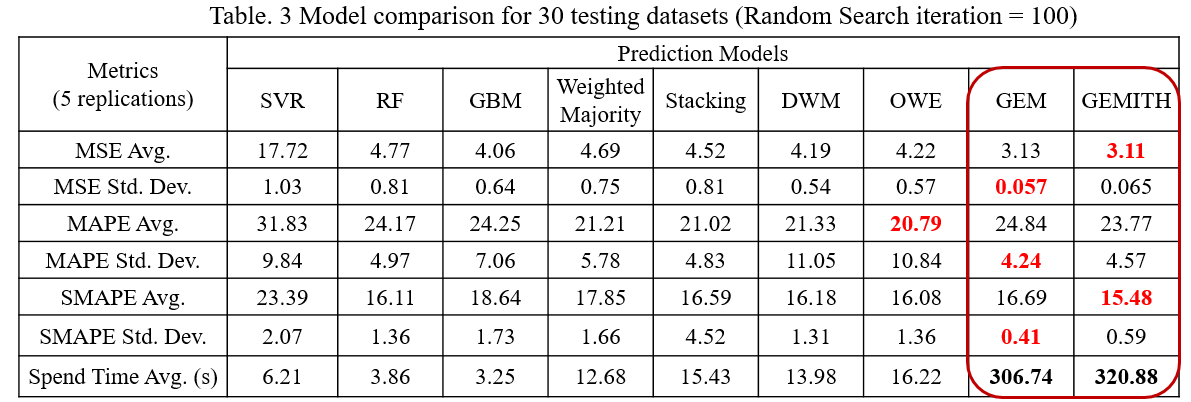 Table. 3 Model comparison for 30 testing datasets (Random Search iteration = 100)
Metrics
(5 replications)
Prediction Models
SVR RF GBM Weighted Majority Stacking DWM OWE GEM GEMITH
MSE Avg. 17.72 4.77 4.06 4.69 4.52 4.19 4.22 3.13 3.11
MSE Std. Dev. 1.03 0.81 0.64 0.75 0.81 0.54 0.57 0.057 0.065
MAPE Avg. 31.83 24.17 24.25 21.21 21.02 21.33 20.79 24.84 23.77
MAPE Std. Dev. 9.84 4.97 7.06 5.78 4.83 11.05 10.84 4.24 4.57
SMAPE Avg. 23.39 16.11 18.64 17.85 16.59 16.18 16.08 16.69 15.48
SMAPE Std. Dev. 2.07 1.36 1.73 1.66 4.52 1.31 1.36 0.41 0.59
Spend Time Avg. (s) 6.21 3.86 3.25 12.68 15.43 13.98 16.22 306.74 320.88